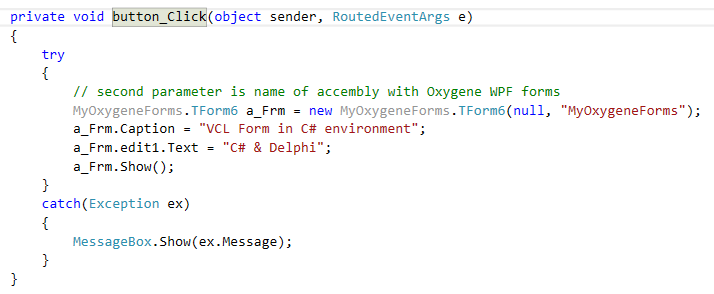 private void button_Click(object sender, RoutedEventArgs e)
{
    try
    {
        // second parameter is name of accembly with Oxygene WPF forms
        MyOxygeneForms.TForm6 a_Frm = new MyOxygeneForms.TForm6(null, "MyOxygeneForms");
        a_Frm.Caption = "VCL Form in C# environment";
        a_Frm.edit1.Text = "C# & Delphi";
        a_Frm.Show();
    }
    catch(Exception ex)
    {
        MessageBox.Show(ex.Message);
    }
}